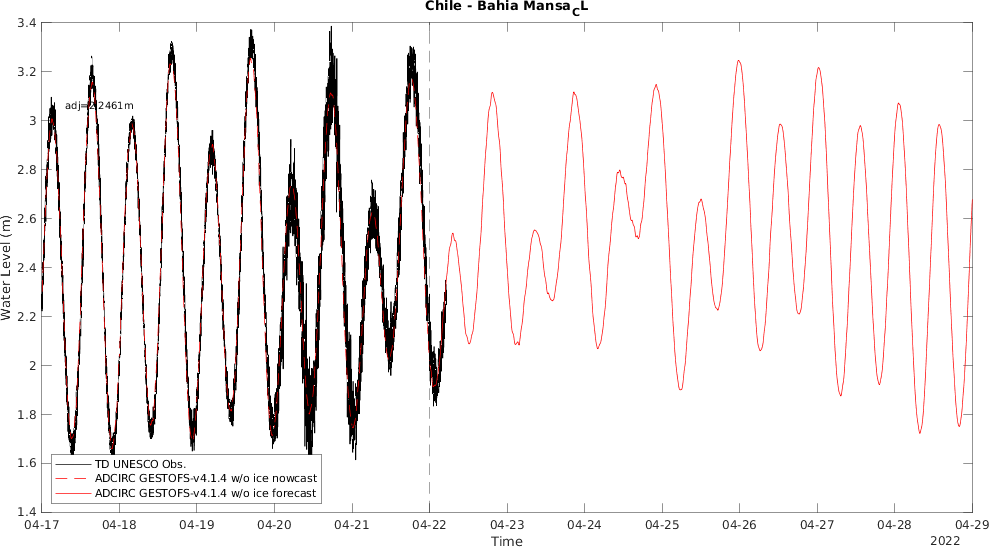 Chile - Bahia Mansa_CL
3.4
3.2
3
2.8
2.6
2.4
2.2
2
1.8
1.6
1.4
Water Level (m)
TD UNESCO Obs.
ADCIRC GESTOFS-v4.1.4 w/o ice nowcast
ADCIRC GESTOFS-v4.1.4 w/o ice forecast
04-17 04-18 04-19 04-20 04-21 04-22 04-23 04-24 04-25 04-26 04-27 04-28 04-29
Time
2022